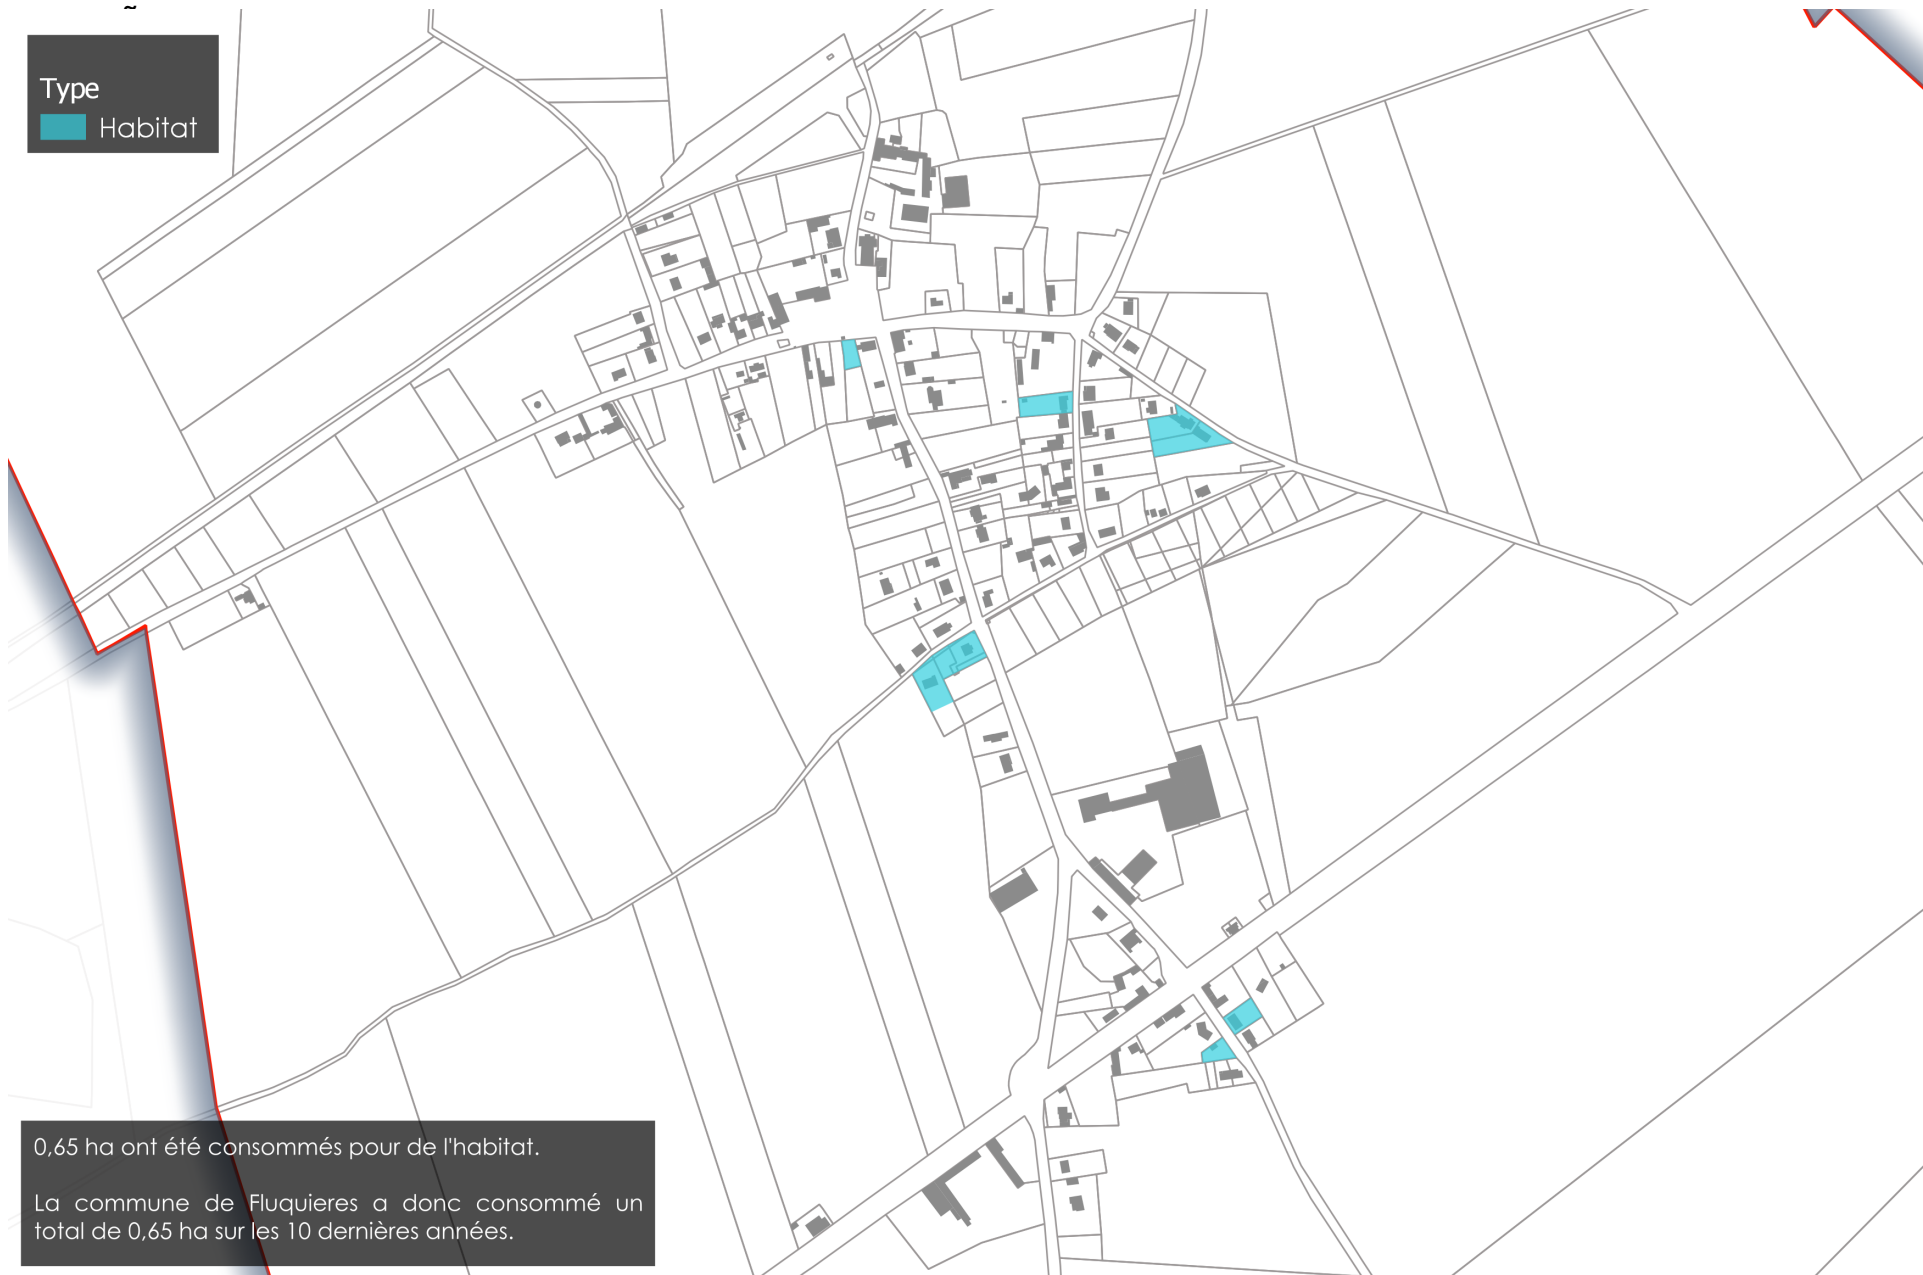 Type
Habitat
0,65 ha ont été consommés pour de l'habitat.
La commune de Fluquieres a donc consommé un
total de 0,65 ha sur les 10 dernières années.